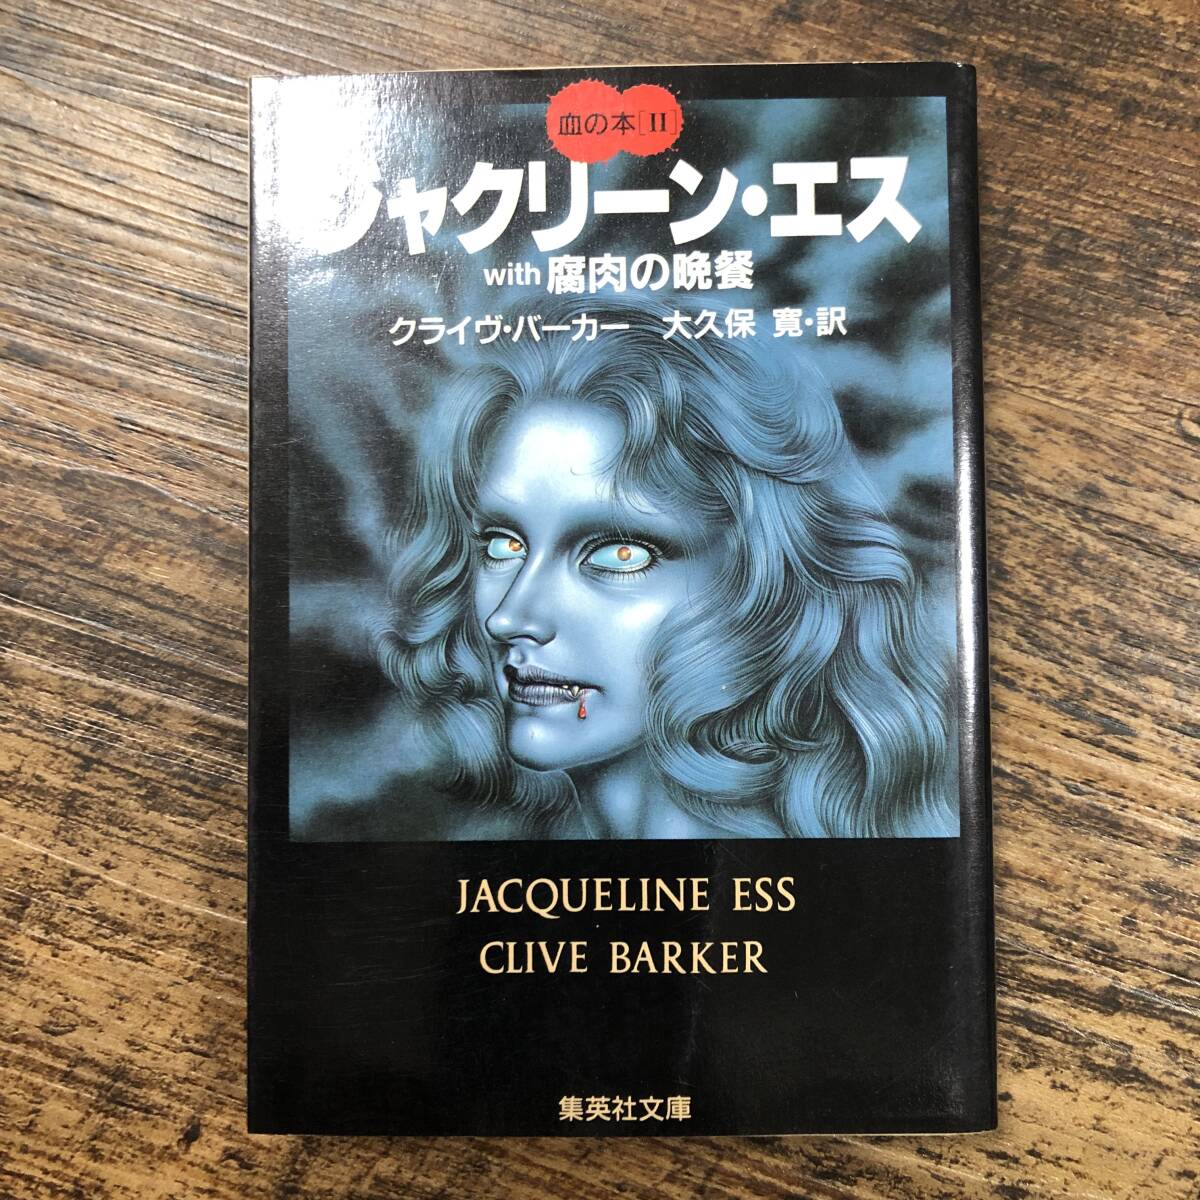 血の本[II]
ジャクリーン・エス
with 腐肉の晩餐
クライヴ・バーカー 大久保 寛・訳
JACQUELINE ESS
CLIVE BARKER
集英社文庫